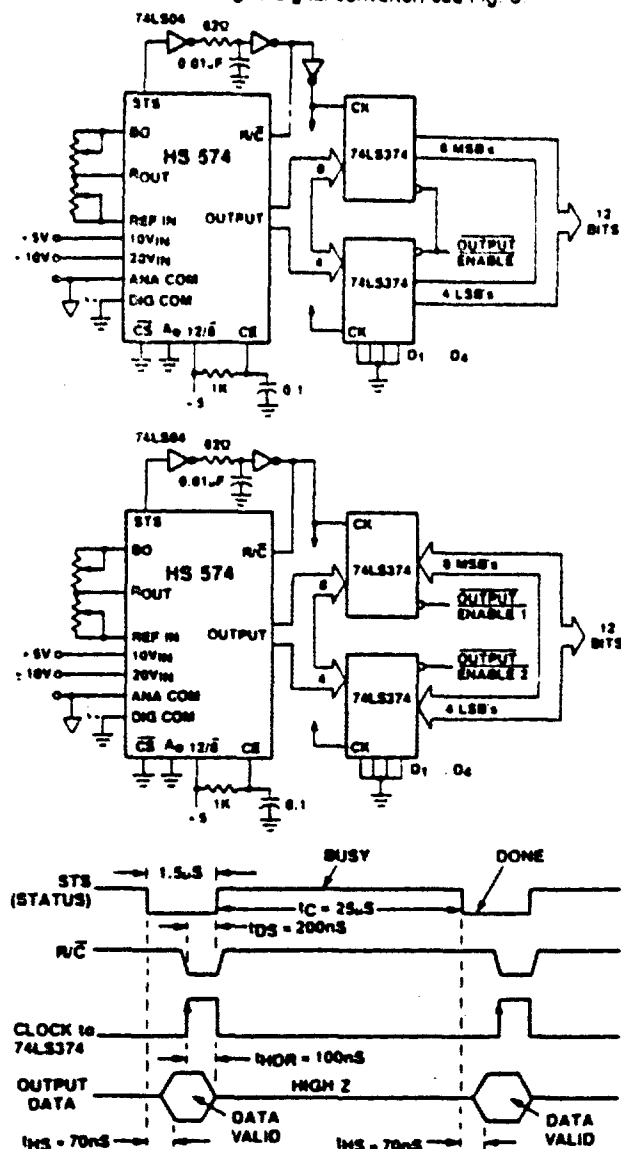 74LS04 62Ω
0.01µF
STS
BO
R/C̅
HS 574
ROUT
REF IN
OUTPUT
+5V
10VIN
+10V
20VIN
ANA COM
DIG COM
C̅S̅ Ao 12/8̅ CE
1K
0.1
CK
74LS374
8 MSB's
12
BITS
OUTPUT
ENABLE
74LS374
4 LSB's
CK
D1 D4
8
4
74LS04 62Ω
0.01µF
STS
BO
R/C̅
HS 574
ROUT
REF IN
OUTPUT
+5V
10VIN
±10V
20VIN
ANA COM
DIG COM
C̅S̅ Ao 12/8̅ CE
-5
1K
0.1
CK
74LS374
8 MSB's
OUTPUT
ENABLE 1
12
BITS
OUTPUT
ENABLE 2
74LS374
4 LSB's
CK
D1 D4
8
4
STS
(STATUS)
1.5µS
BUSY
DONE
tC = 25µS
tDS = 200nS
R/C̅
CLOCK to
74LS374
tHDR = 100nS
OUTPUT
DATA
HIGH Z
DATA
VALID
DATA
VALID
tHS = 70nS
tHS = 70nS